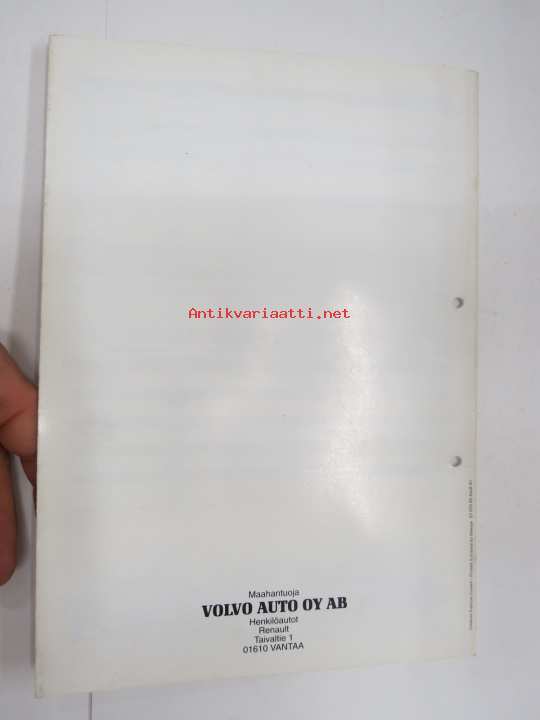 Antikvariaatti.net
Maahantuoja
VOLVO AUTO OY AB
Henkilöautot
Renault
Taivaltie 1
01610 VANTAA